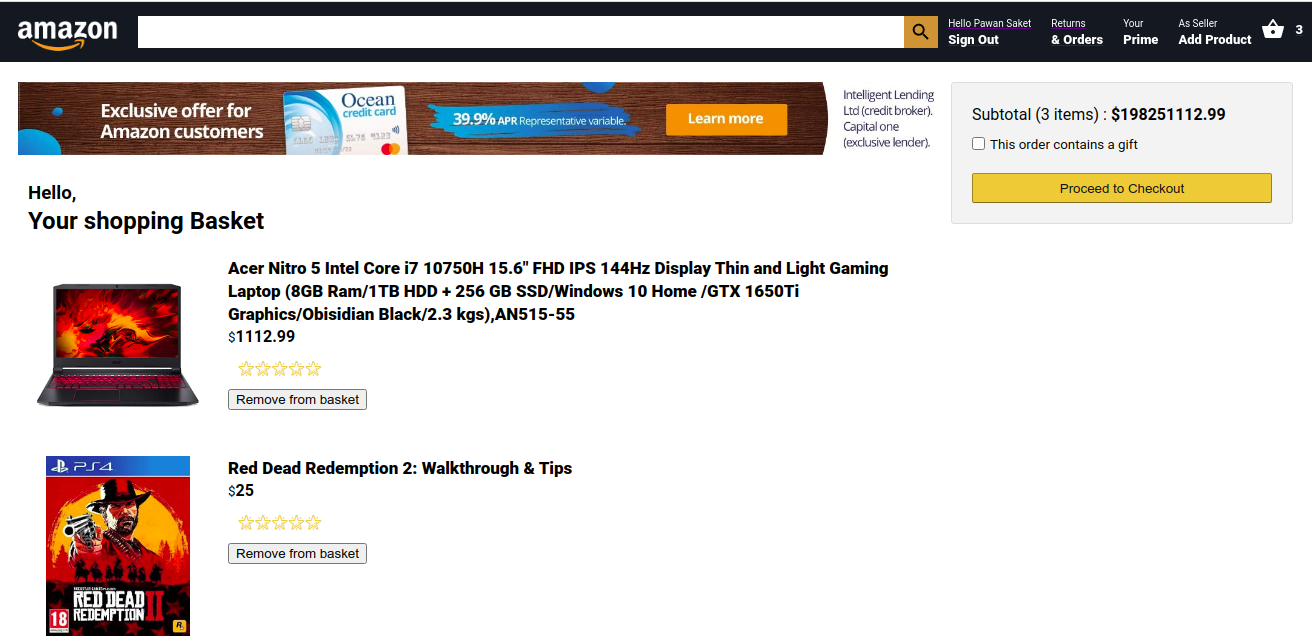 amazon
Hello Pawan Saket
Sign Out
Returns
& Orders
Your
Prime
As Seller
Add Product
3
Exclusive offer for
Amazon customers
Ocean
credit card
39.9% APR Representative variable.
Learn more
Intelligent Lending
Ltd (credit broker).
Capital one
(exclusive lender).
Subtotal (3 items) : $198251112.99
This order contains a gift
Proceed to Checkout
Hello,
Your shopping Basket
Acer Nitro 5 Intel Core i7 10750H 15.6" FHD IPS 144Hz Display Thin and Light Gaming
Laptop (8GB Ram/1TB HDD + 256 GB SSD/Windows 10 Home /GTX 1650Ti
Graphics/Obisidian Black/2.3 kgs),AN515-55
$1112.99
Remove from basket
PS4
Red Dead Redemption 2: Walkthrough & Tips
$25
Remove from basket
RED DEAD
REDEMPTION II
18
R